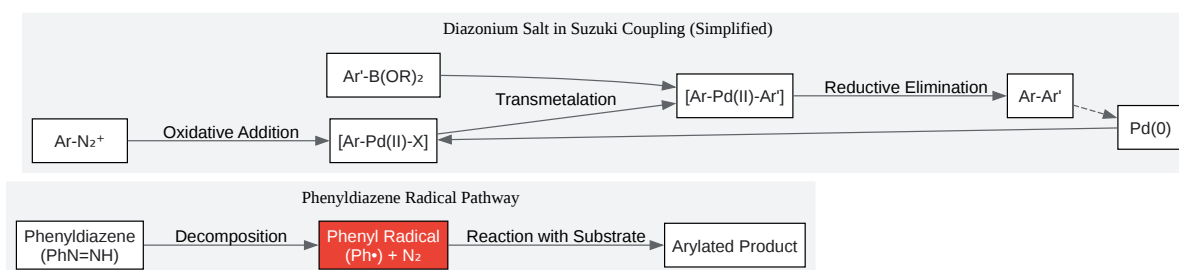 Diazonium Salt in Suzuki Coupling (Simplified)
Ar'-B(OR)₂
Transmetalation
[Ar-Pd(II)-Ar']
Reductive Elimination
Ar-Ar'
Ar-N₂⁺
Oxidative Addition
[Ar-Pd(II)-X]
Pd(0)
Phenyldiazene Radical Pathway
Phenyldiazene
(PhN=NH)
Decomposition
Phenyl Radical
(Ph•) + N₂
Reaction with Substrate
Arylated Product